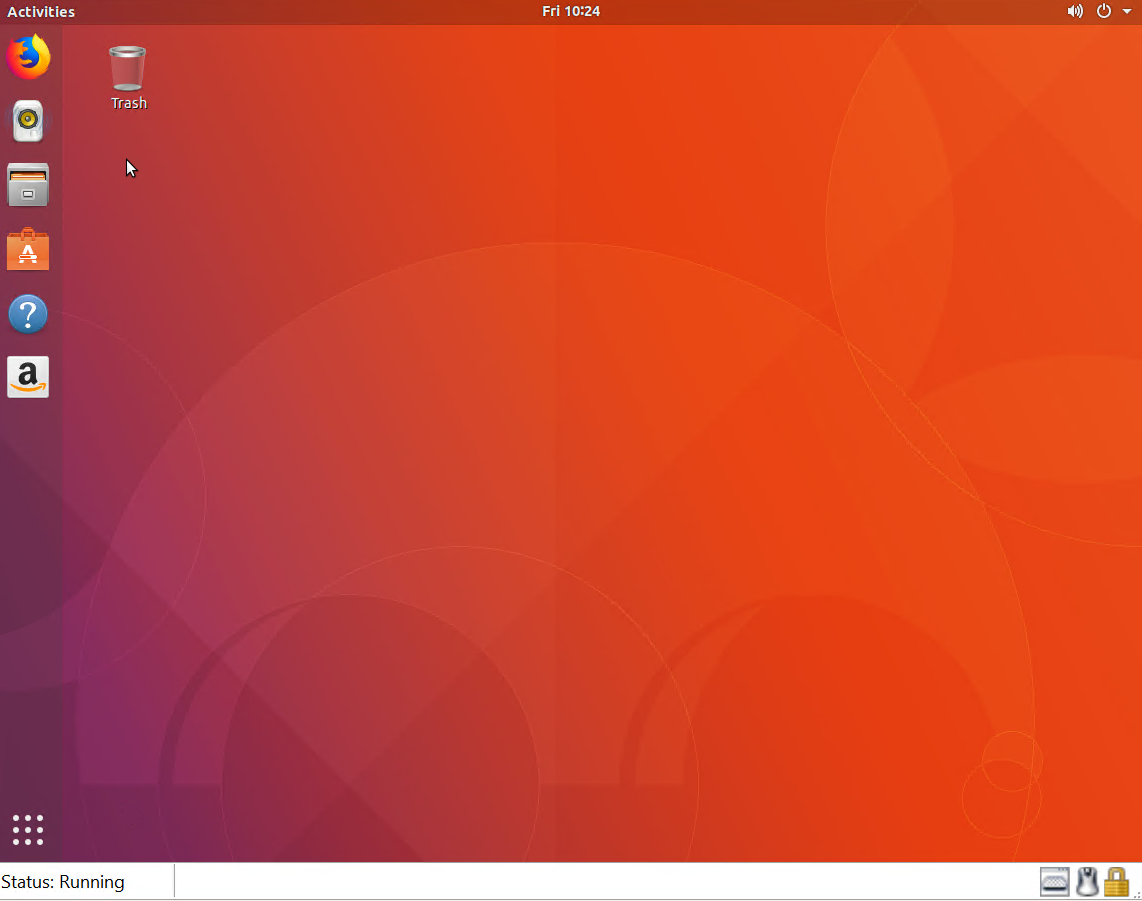 Activities
Fri 10:24
Trash
A
?
a
Status: Running